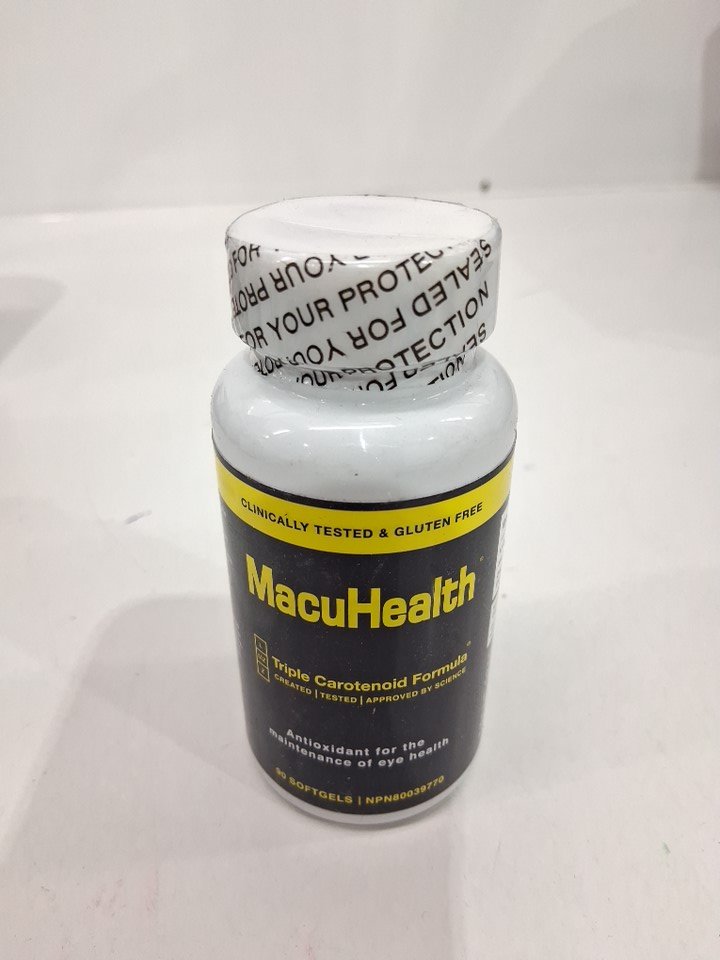 FOR YOUR PROTEC
SEALED FOR YOUR
PROTECTION
CLINICALLY TESTED & GLUTEN FREE
MacuHealth®
Triple Carotenoid Formula®
CREATED | TESTED | APPROVED BY SCIENCE
Antioxidant for the
maintenance of eye health
90 SOFTGELS | NPN80039770